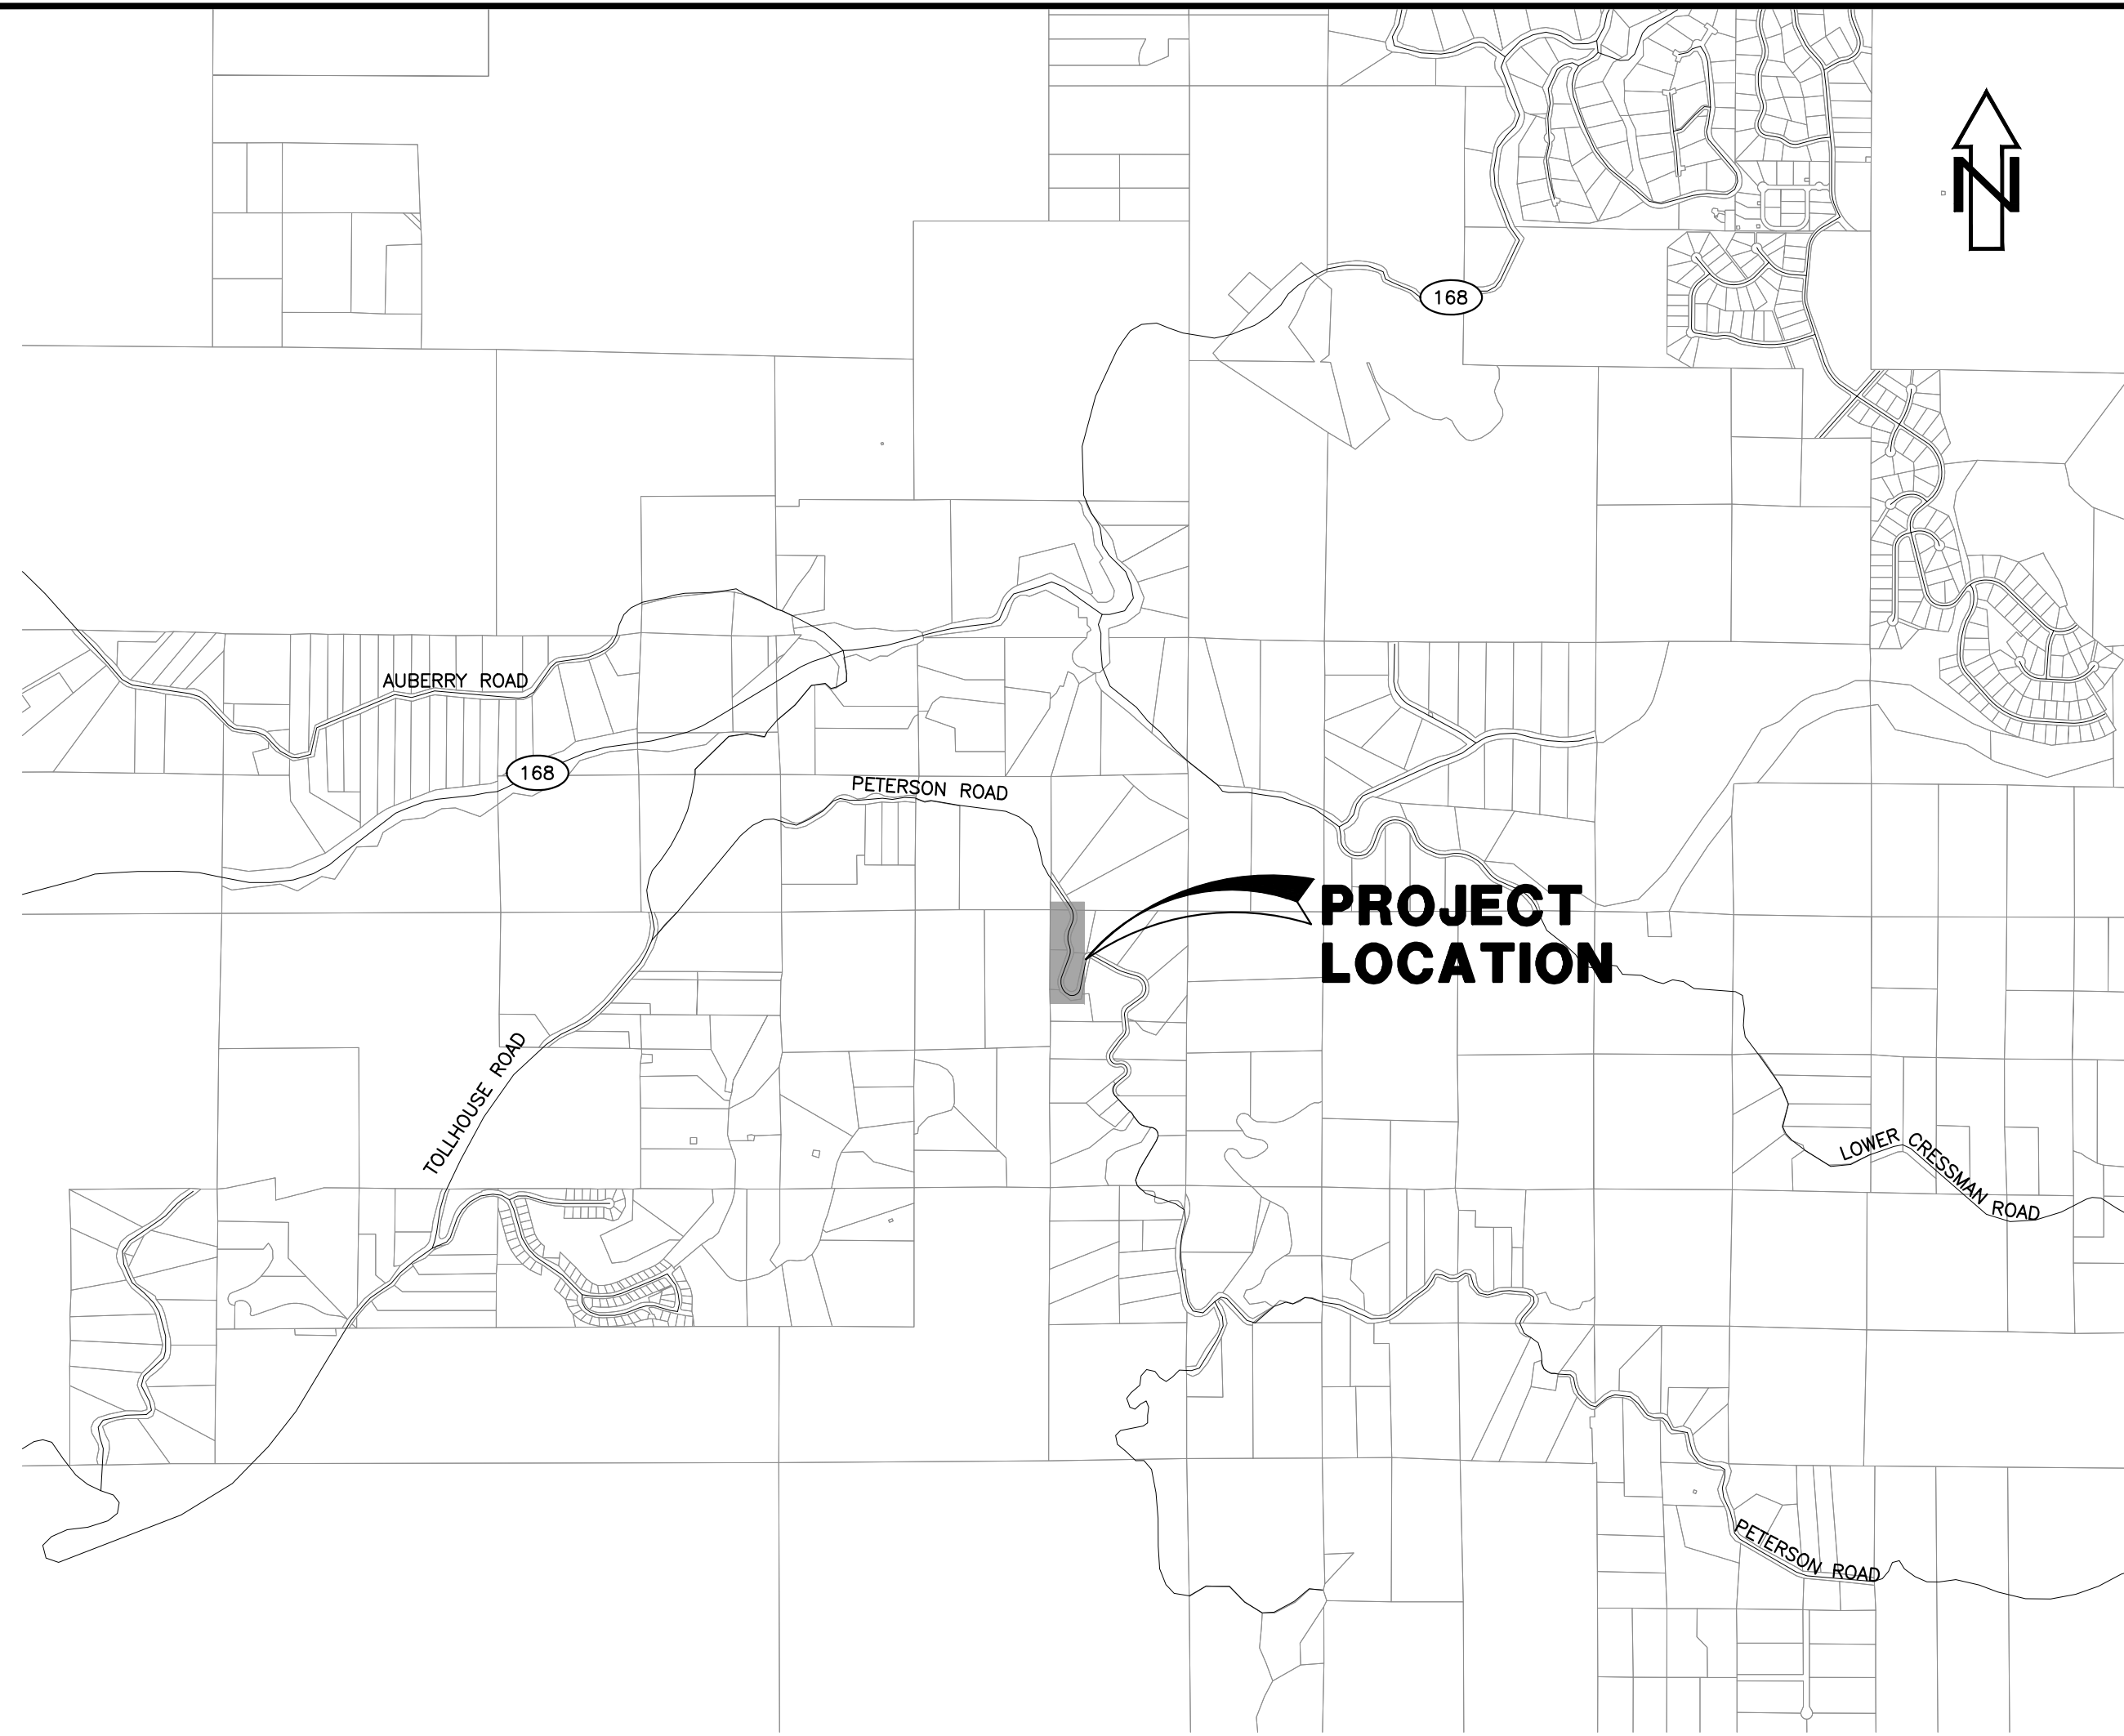 N
168
AUBERRY ROAD
168
PETERSON ROAD
PROJECT
LOCATION
TOLLHOUSE ROAD
LOWER CRESSMAN ROAD
PETERSON ROAD